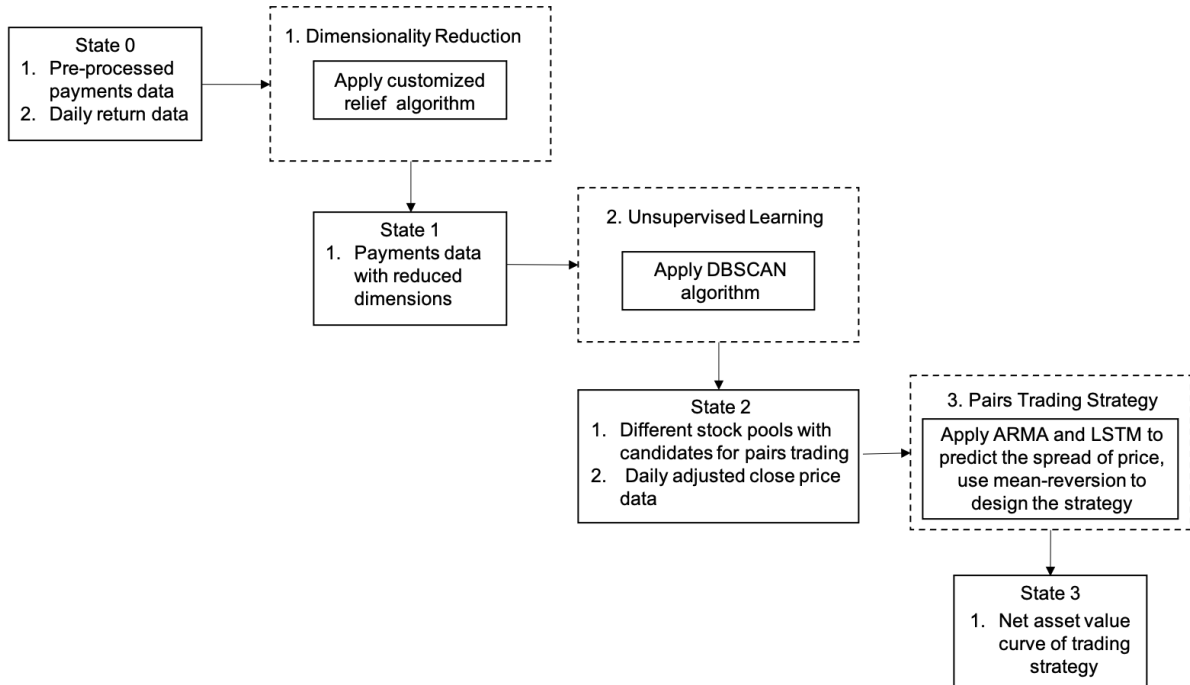 State 0
1. Pre-processed
payments data
2. Daily return data
1. Dimensionality Reduction
Apply customized
relief algorithm
State 1
1. Payments data
with reduced
dimensions
2. Unsupervised Learning
Apply DBSCAN
algorithm
State 2
1. Different stock pools with
candidates for pairs trading
2. Daily adjusted close price
data
3. Pairs Trading Strategy
Apply ARMA and LSTM to
predict the spread of price,
use mean-reversion to
design the strategy
State 3
1. Net asset value
curve of trading
strategy